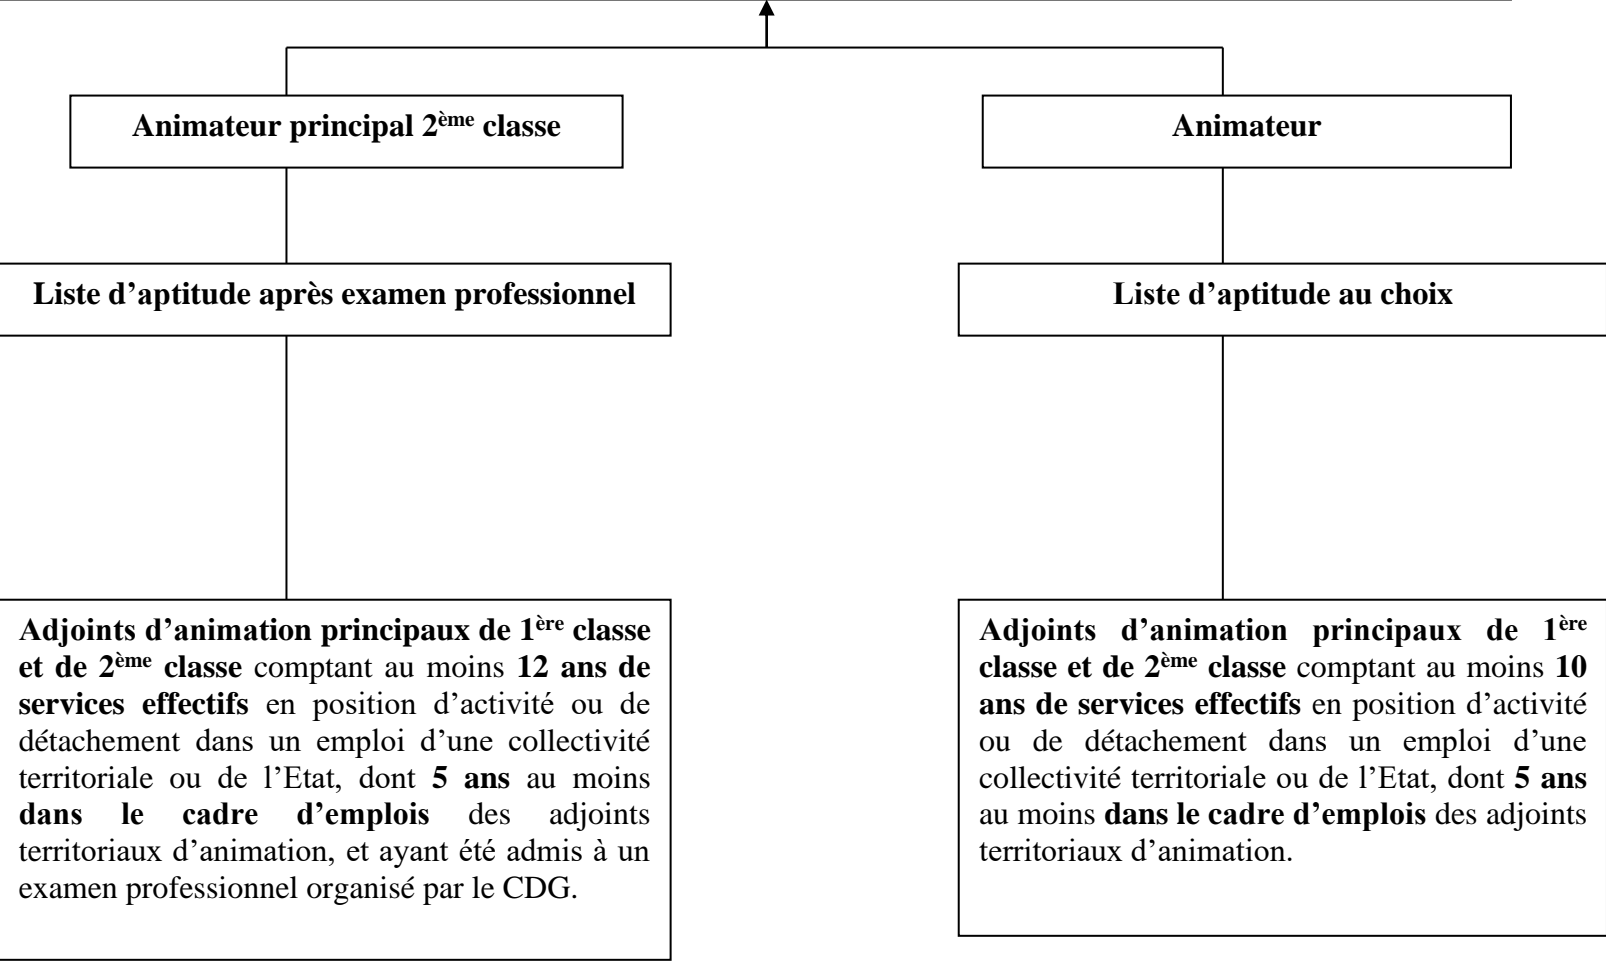 Animateur principal 2ème classe
Animateur
Liste d’aptitude après examen professionnel
Liste d’aptitude au choix
Adjoints d’animation principaux de 1ère classe
et de 2ème classe comptant au moins 12 ans de
services effectifs en position d’activité ou de
détachement dans un emploi d’une collectivité
territoriale ou de l’Etat, dont 5 ans au moins
dans le cadre d’emplois des adjoints
territoriaux d’animation, et ayant été admis à un
examen professionnel organisé par le CDG.
Adjoints d’animation principaux de 1ère
classe et de 2ème classe comptant au moins 10
ans de services effectifs en position d’activité
ou de détachement dans un emploi d’une
collectivité territoriale ou de l’Etat, dont 5 ans
au moins dans le cadre d’emplois des adjoints
territoriaux d’animation.